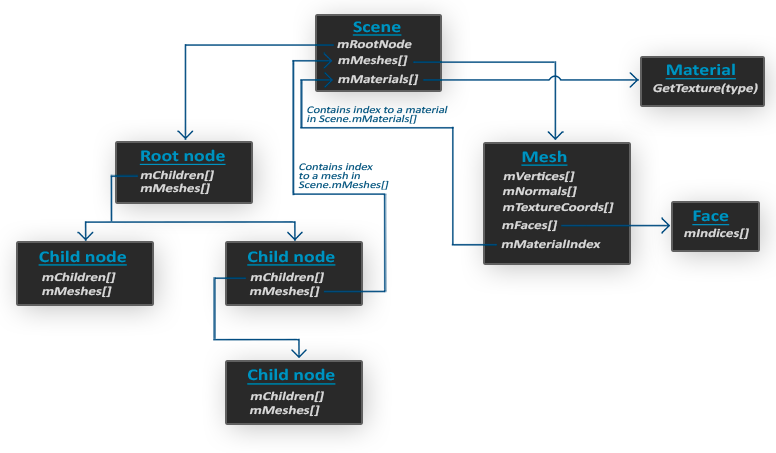 Scene
mRootNode
mMeshes[]
mMaterials[]
Material
GetTexture(type)
Contains index to a material
in Scene.mMaterials[]
Root node
mChildren[]
mMeshes[]
Contains index
to a mesh in
Scene.mMeshes[]
Mesh
mVertices[]
mNormals[]
mTextureCoords[]
mFaces[]
mMaterialIndex
Face
mIndices[]
Child node
mChildren[]
mMeshes[]
Child node
mChildren[]
mMeshes[]
Child node
mChildren[]
mMeshes[]